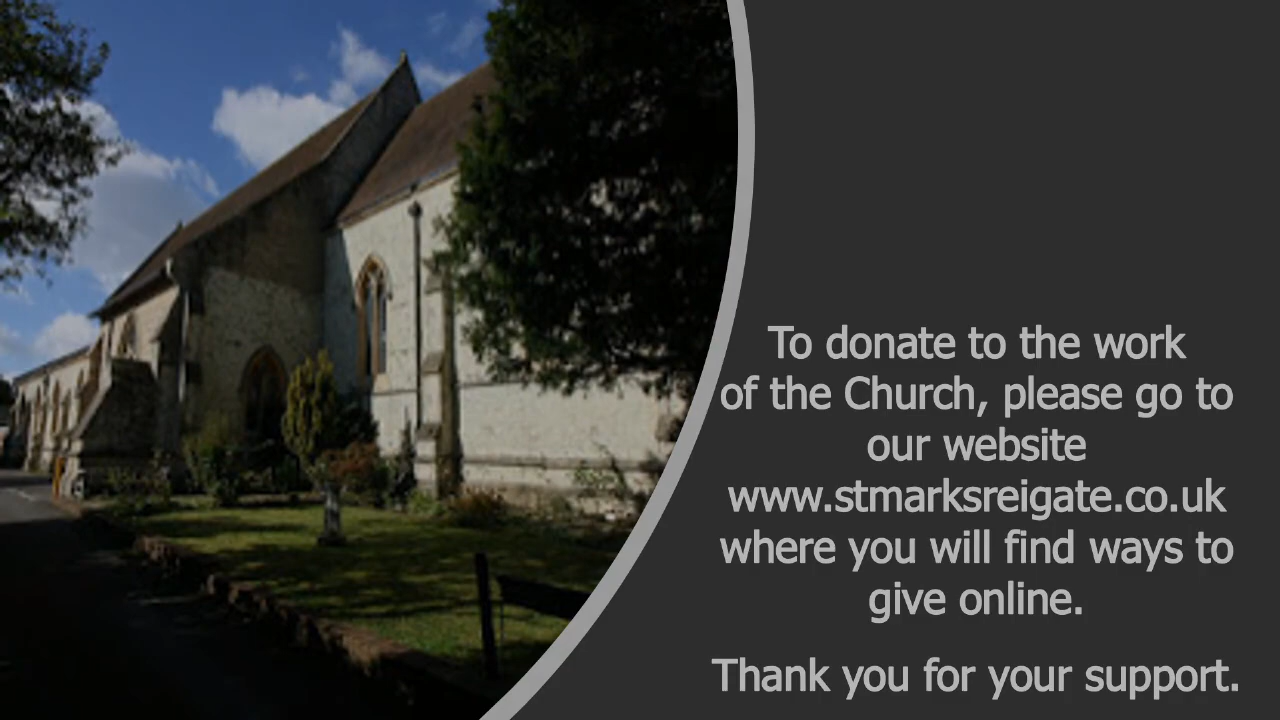 To donate to the work
of the Church, please go to
our website
www.stmarksreigate.co.uk
where you will find ways to
give online.
Thank you for your support.